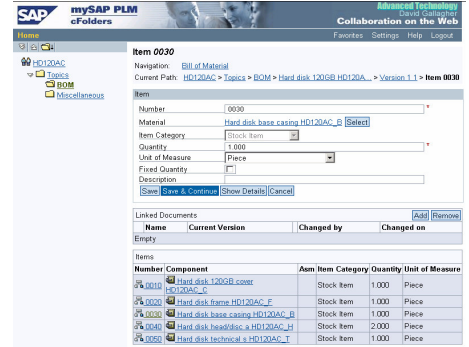 SAP
mySAP PLM
cFolders
Advanced Technology
David Gallagher
Collaboration on the Web
Home
Favorites Settings Help Logout
HD120AC
Topics
BOM
Miscellaneous
Item 0030
Navigation: Bill of Material
Current Path: HD120AC > Topics > BOM > Hard disk 120GB HD120A... > Version 1.1 > Item 0030
Item
Number 0030 *
Material Hard disk base casing HD120AC_B Select
Item Category Stock Item
Quantity 1.000 *
Unit of Measure Piece
Fixed Quantity
Description
Save Save & Continue Show Details Cancel
Linked Documents Add Remove
Name Current Version Changed by Changed on
Empty
Items
Number Component Asm Item Category Quantity Unit of Measure
0010 Hard disk 120GB cover HD120AC_C Stock Item 1.000 Piece
0020 Hard disk frame HD120AC_F Stock Item 1.000 Piece
0030 Hard disk base casing HD120AC_B Stock Item 1.000 Piece
0040 Hard disk head/disc a HD120AC_H Stock Item 2.000 Piece
0050 Hard disk technical s HD120AC_T Stock Item 1.000 Piece